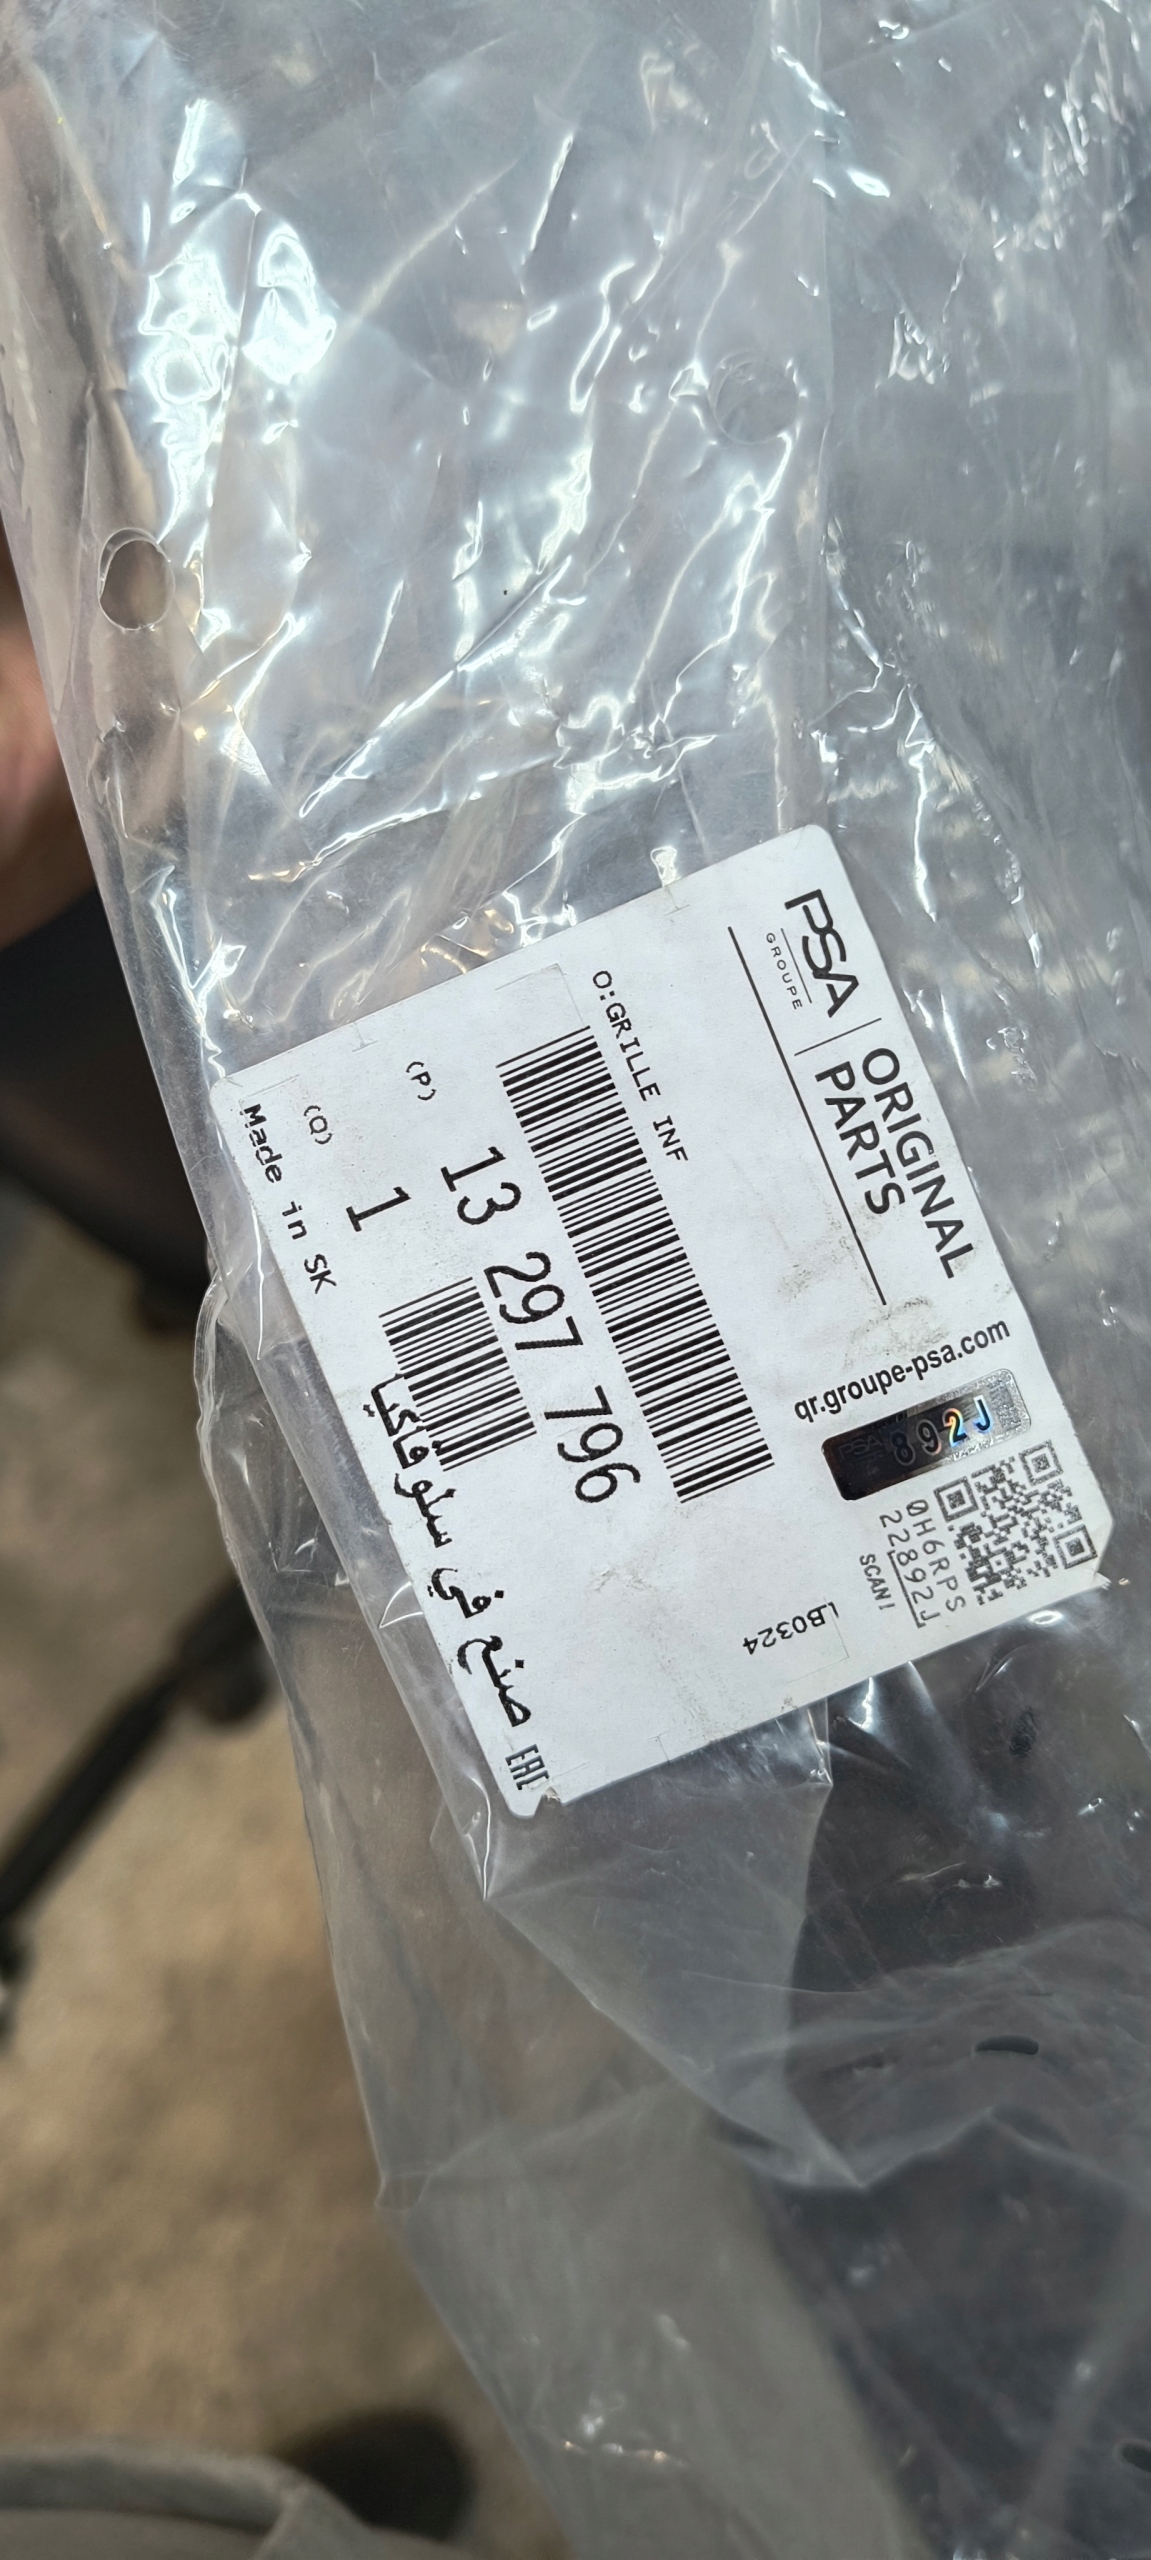 PSA
GROUPE
ORIGINAL
PARTS
qr.groupe-psa.com
892J
0H6RPS
22892J
SCAN!
O:GRILLE INF
LB0324
(P)
13 297 796
(Q)
1
Made in SK
صنع في سلوفاكيا
EAC